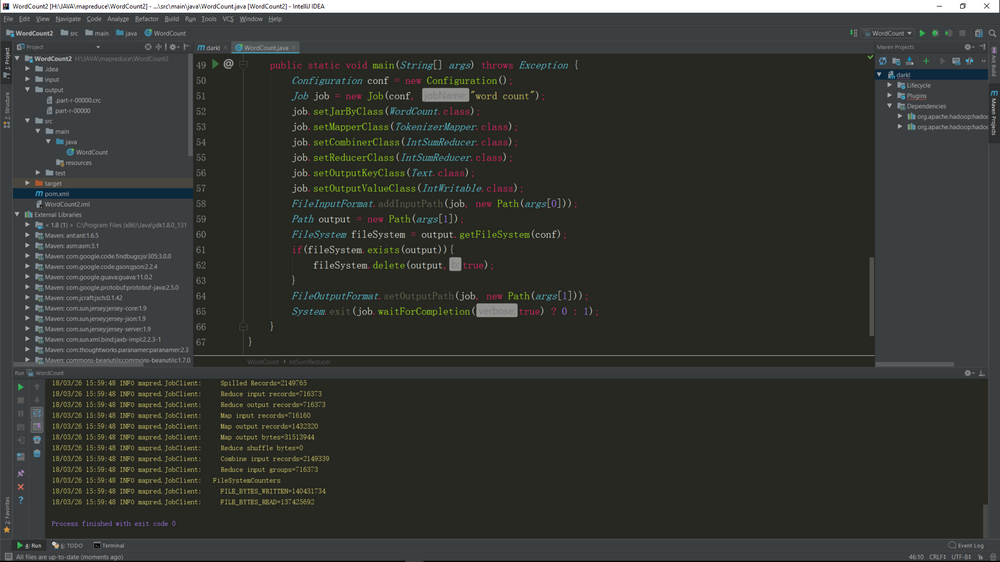 WordCount2 [H:\JAVA\mapreduce\WordCount2] - ...\src\main\java\WordCount.java [WordCount2] - IntelliJ IDEA
File Edit View Navigate Code Analyze Refactor Build Run Tools VCS Window Help
WordCount2 src main java WordCount
WordCount
Project
darkl
WordCount.java
Maven Projects
WordCount2 H:\JAVA\mapreduce\WordCount2
.idea
input
output
.part-r-00000.crc
part-r-00000
src
main
java
WordCount
resources
test
target
pom.xml
WordCount2.iml
External Libraries
< 1.8 (1) > C:\Program Files (x86)\Java\jdk1.8.0_131
Maven: ant:ant:1.6.5
Maven: asm:asm:3.1
Maven: com.google.code.findbugs:jsr305:3.0.0
Maven: com.google.code.gson:gson:2.2.4
Maven: com.google.guava:guava:11.0.2
Maven: com.google.protobuf:protobuf-java:2.5.0
Maven: com.jcraft:jsch:0.1.42
Maven: com.sun.jersey:jersey-core:1.9
Maven: com.sun.jersey:jersey-json:1.9
Maven: com.sun.jersey:jersey-server:1.9
Maven: com.sun.xml.bind:jaxb-impl:2.2.3-1
Maven: com.thoughtworks.paranamer:paranamer:2.3
Maven: commons-beanutils:commons-beanutils:1.7.0
49 public static void main(String[] args) throws Exception {
50 Configuration conf = new Configuration();
51 Job job = new Job(conf, jobName: "word count");
52 job.setJarByClass(WordCount.class);
53 job.setMapperClass(TokenizerMapper.class);
54 job.setCombinerClass(IntSumReducer.class);
55 job.setReducerClass(IntSumReducer.class);
56 job.setOutputKeyClass(Text.class);
57 job.setOutputValueClass(IntWritable.class);
58 FileInputFormat.addInputPath(job, new Path(args[0]));
59 Path output = new Path(args[1]);
60 FileSystem fileSystem = output.getFileSystem(conf);
61 if(fileSystem.exists(output)){
62 fileSystem.delete(output, b: true);
63 }
64 FileOutputFormat.setOutputPath(job, new Path(args[1]));
65 System.exit(job.waitForCompletion( verbose: true) ? 0 : 1);
66 }
67 }
WordCount IntSumReducer
darkl
Lifecycle
Plugins
Dependencies
org.apache.hadoop:hadoo
org.apache.hadoop:hadoo
1: Project
7: Structure
2: Favorites
Ant Build
Maven Projects
Run WordCount
18/03/26 15:59:48 INFO mapred.JobClient: Spilled Records=2149765
18/03/26 15:59:48 INFO mapred.JobClient: Reduce input records=716373
18/03/26 15:59:48 INFO mapred.JobClient: Reduce output records=716373
18/03/26 15:59:48 INFO mapred.JobClient: Map input records=716160
18/03/26 15:59:48 INFO mapred.JobClient: Map output records=1432320
18/03/26 15:59:48 INFO mapred.JobClient: Map output bytes=31513944
18/03/26 15:59:48 INFO mapred.JobClient: Reduce shuffle bytes=0
18/03/26 15:59:48 INFO mapred.JobClient: Combine input records=2149339
18/03/26 15:59:48 INFO mapred.JobClient: Reduce input groups=716373
18/03/26 15:59:48 INFO mapred.JobClient: FileSystemCounters
18/03/26 15:59:48 INFO mapred.JobClient: FILE_BYTES_WRITTEN=140431734
18/03/26 15:59:48 INFO mapred.JobClient: FILE_BYTES_READ=137425692
Process finished with exit code 0
4: Run 6: TODO Terminal Event Log
All files are up-to-date (moments ago) 46:10 CRLF UTF-8